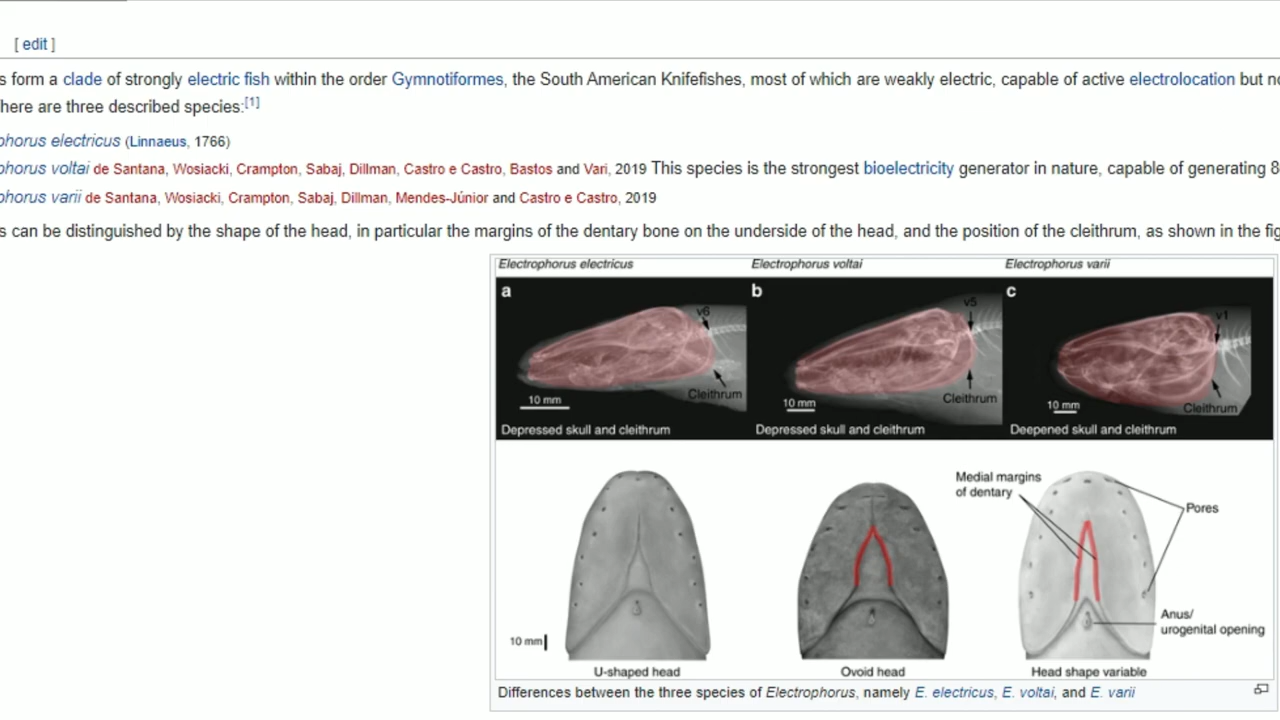 [ edit ]
s form a clade of strongly electric fish within the order Gymnotiformes, the South American Knifefishes, most of which are weakly electric, capable of active electrolocation but no
here are three described species:[1]
phorus electricus (Linnaeus, 1766)
phorus voltai de Santana, Wosiacki, Crampton, Sabaj, Dillman, Castro e Castro, Bastos and Vari, 2019 This species is the strongest bioelectricity generator in nature, capable of generating 8
phorus varii de Santana, Wosiacki, Crampton, Sabaj, Dillman, Mendes-Júnior and Castro e Castro, 2019
s can be distinguished by the shape of the head, in particular the margins of the dentary bone on the underside of the head, and the position of the cleithrum, as shown in the fig
Electrophorus electricus Electrophorus voltai Electrophorus varii
a b c
v6 v5 v1
10 mm Cleithrum 10 mm Cleithrum 10 mm Cleithrum
Depressed skull and cleithrum Depressed skull and cleithrum Deepened skull and cleithrum
Medial margins
of dentary
Pores
Anus/
urogenital opening
10 mm
U-shaped head Ovoid head Head shape variable
Differences between the three species of Electrophorus, namely E. electricus, E. voltai, and E. varii